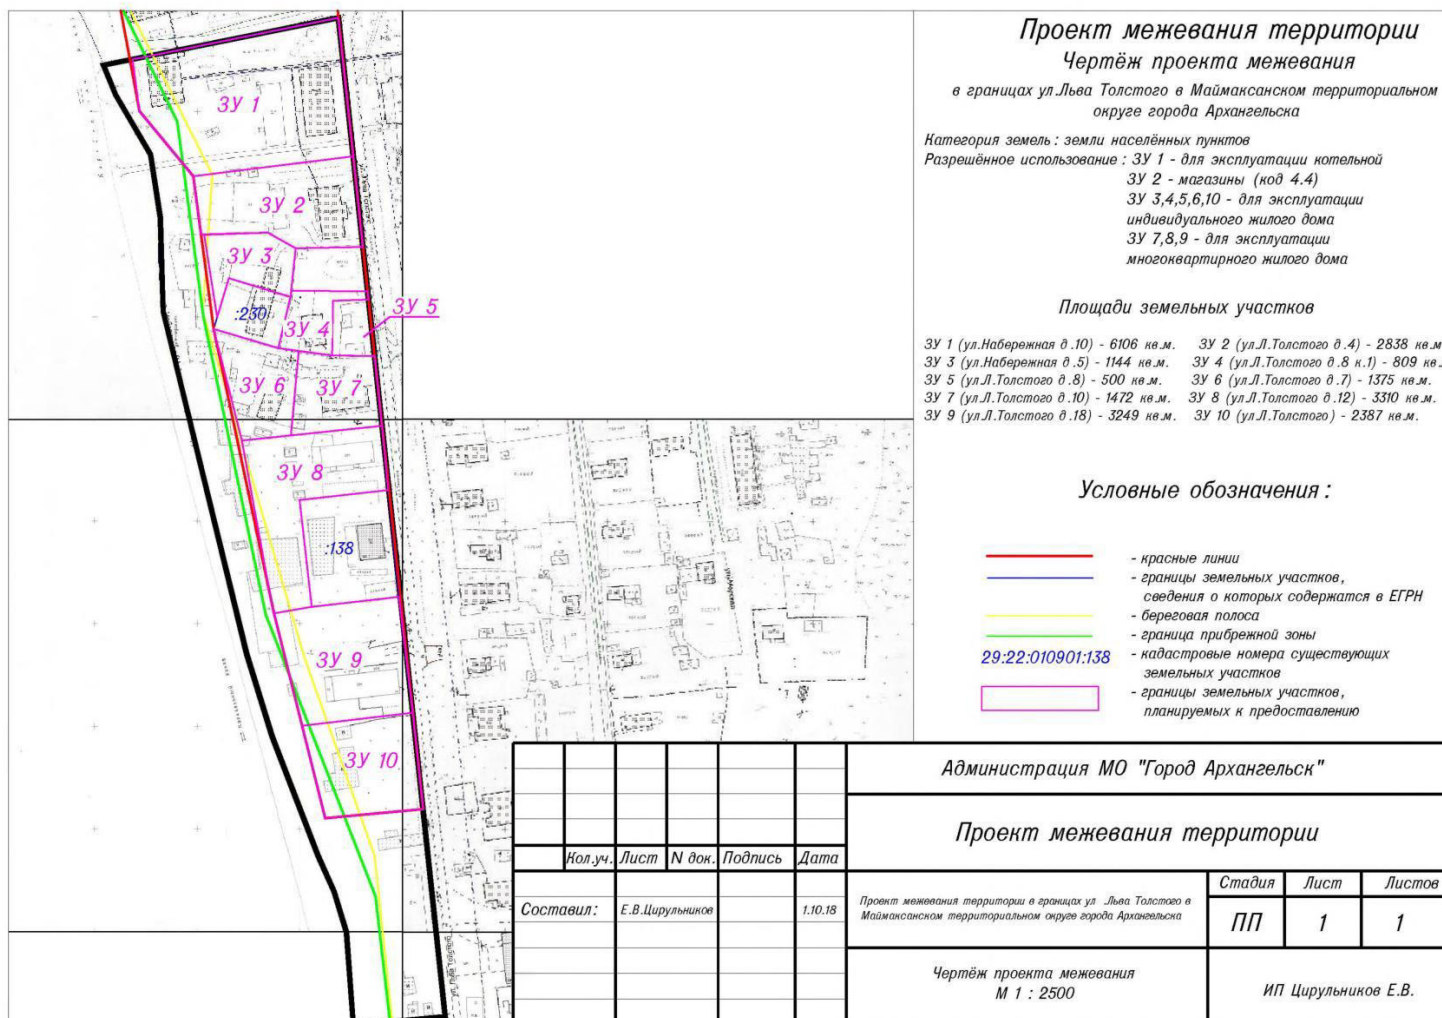 Проект межевания территории
Чертёж проекта межевания
в границах ул.Льва Толстого в Маймаксанском территориальном
округе города Архангельска
Категория земель : земли населённых пунктов
Разрешённое использование : ЗУ 1 - для эксплуатации котельной
ЗУ 2 - магазины (код 4.4)
ЗУ 3,4,5,6,10 - для эксплуатации
индивидуального жилого дома
ЗУ 7,8,9 - для эксплуатации
многоквартирного жилого дома
Площади земельных участков
ЗУ 1 (ул.Набережная д.10) - 6106 кв.м. ЗУ 2 (ул.Л.Толстого д.4) - 2838 кв.м
ЗУ 3 (ул.Набережная д.5) - 1144 кв.м. ЗУ 4 (ул.Л.Толстого д.8 к.1) - 809 кв.
ЗУ 5 (ул.Л.Толстого д.8) - 500 кв.м. ЗУ 6 (ул.Л.Толстого д.7) - 1375 кв.м.
ЗУ 7 (ул.Л.Толстого д.10) - 1472 кв.м. ЗУ 8 (ул.Л.Толстого д.12) - 3310 кв.м.
ЗУ 9 (ул.Л.Толстого д.18) - 3249 кв.м. ЗУ 10 (ул.Л.Толстого) - 2387 кв.м.
Условные обозначения :
- красные линии
- границы земельных участков,
сведения о которых содержатся в ЕГРН
- береговая полоса
- граница прибрежной зоны
29:22:010901:138 - кадастровые номера существующих
земельных участков
- границы земельных участков,
планируемых к предоставлению
ЗУ 1
ЗУ 2
ЗУ 3
:230
ЗУ 4
ЗУ 5
ЗУ 6
ЗУ 7
ЗУ 8
:138
ЗУ 9
ЗУ 10
Администрация МО "Город Архангельск"
Проект межевания территории
Кол.уч. Лист N док. Подпись Дата
Составил: Е.В.Цирульников 1.10.18
Проект межевания территории в границах ул .Льва Толстого в
Маймаксанском территориальном округе города Архангельска
Стадия Лист Листов
ПП 1 1
Чертёж проекта межевания
М 1 : 2500
ИП Цирульников Е.В.